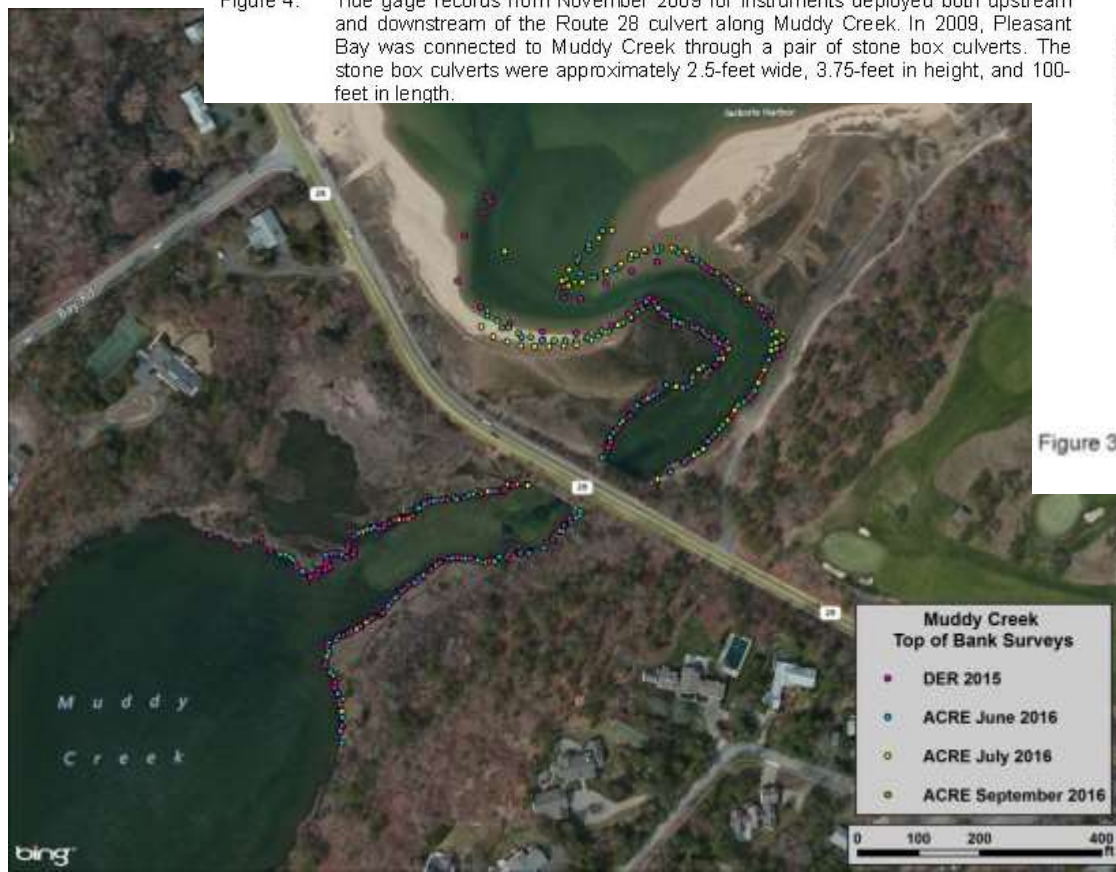 Figure 4: Tide gage records from November 2009 for instruments deployed both upstream
and downstream of the Route 28 culvert along Muddy Creek. In 2009, Pleasant
Bay was connected to Muddy Creek through a pair of stone box culverts. The
stone box culverts were approximately 2.5-feet wide, 3.75-feet in height, and 100-
feet in length.
28
Figure 3
28
28
Muddy
Creek
Muddy Creek
Top of Bank Surveys
DER 2015
ACRE June 2016
ACRE July 2016
ACRE September 2016
0 100 200 400
ft
bing